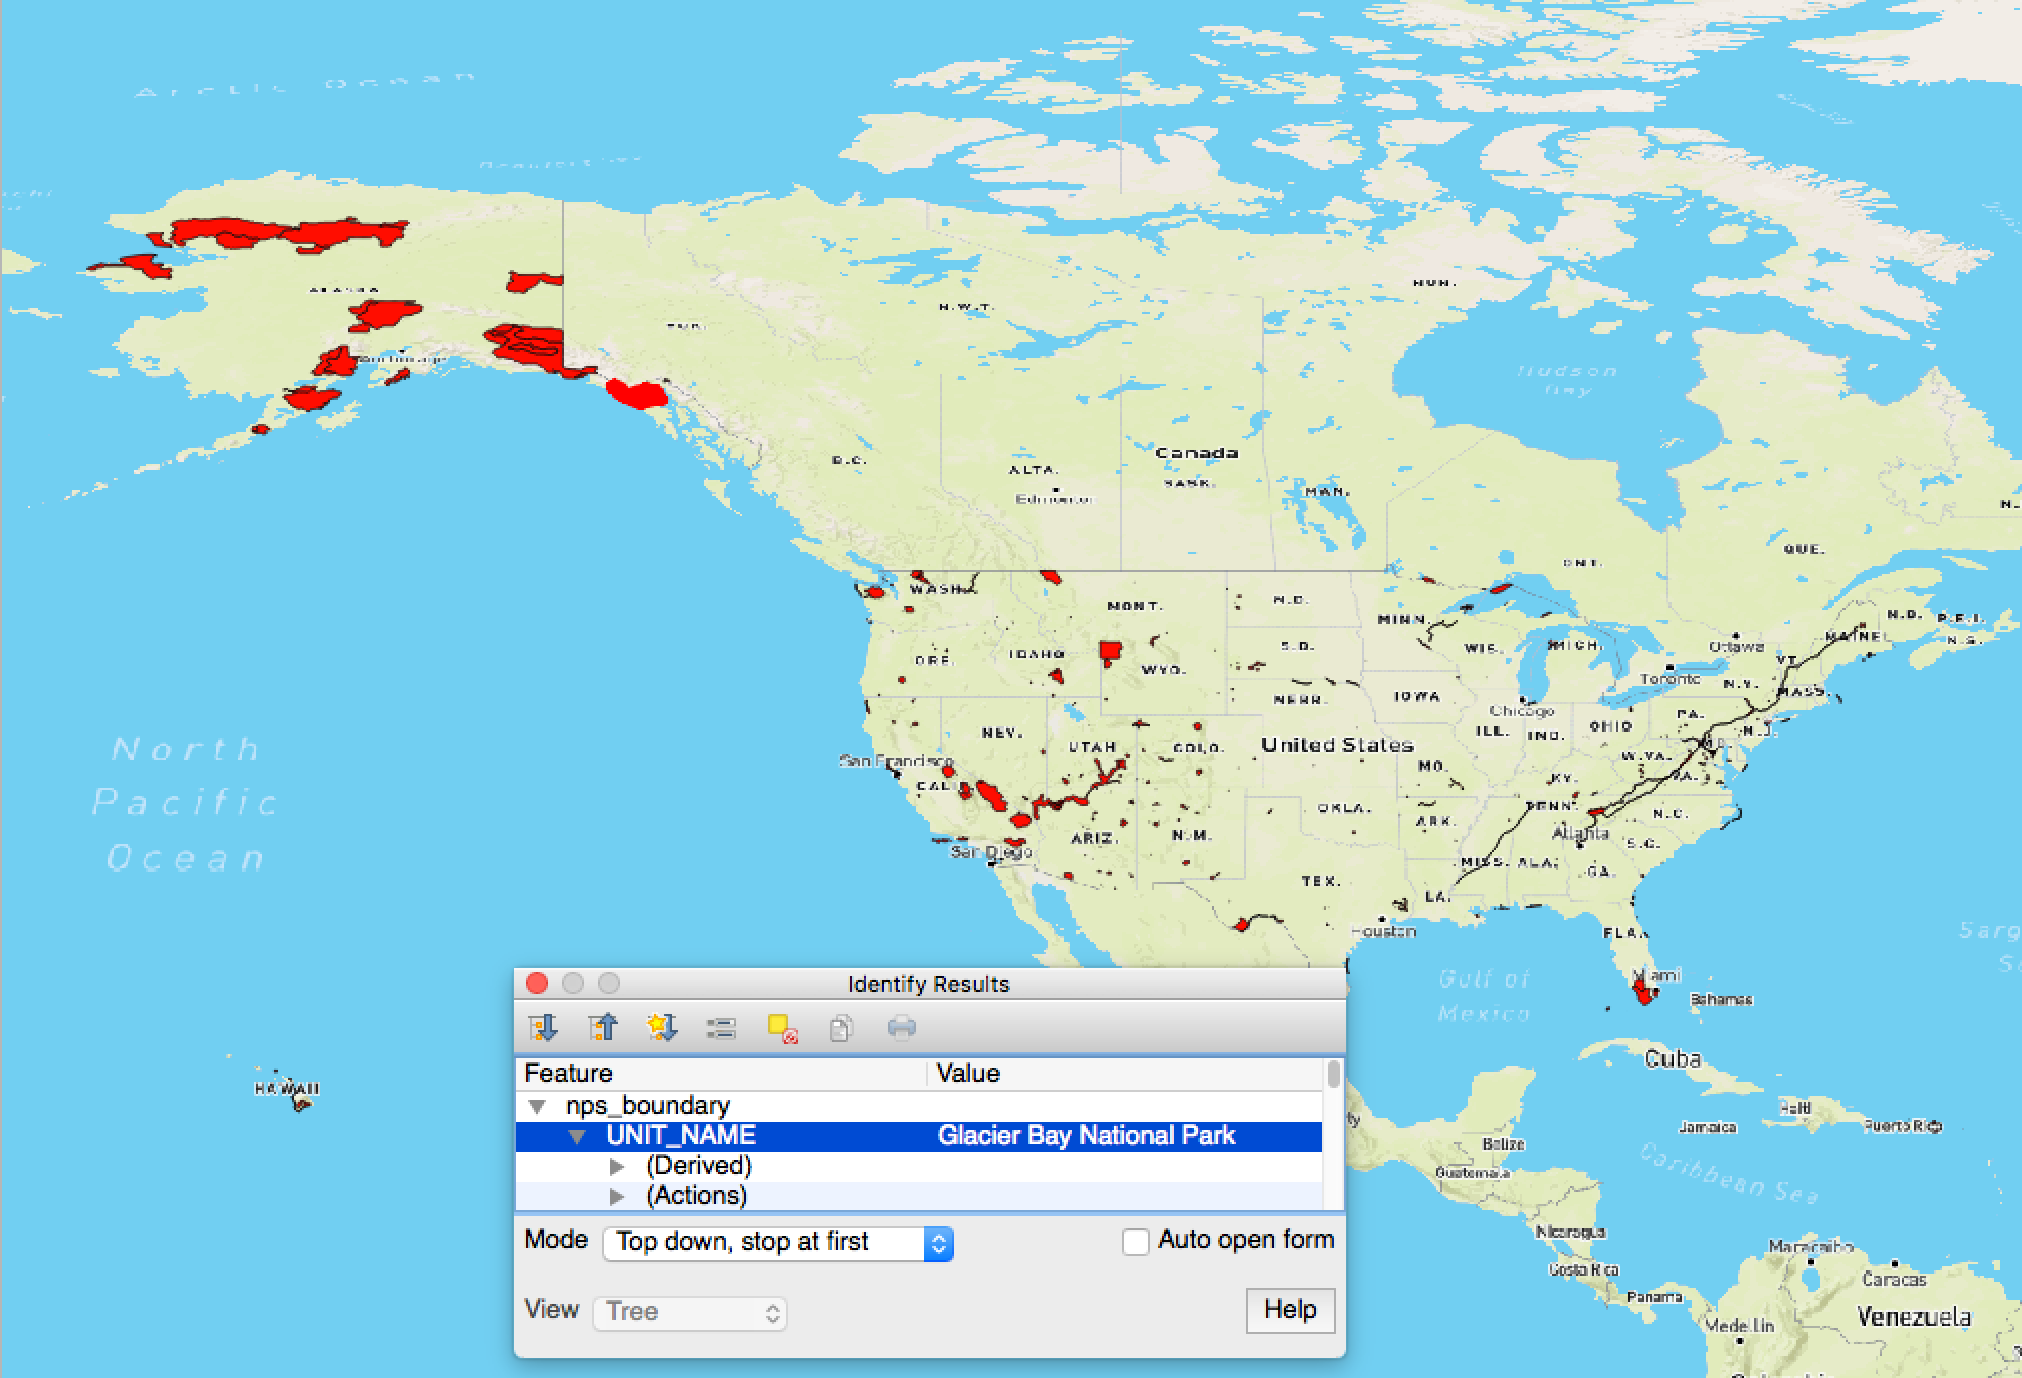 Arctic Ocean
ALASKA
Anchorage
N.W.T.
NUN.
Hudson
Bay
B.C.
ALTA.
Edmonton
Canada
SASK.
MAN.
ONT.
QUE.
WASH.
MONT.
N.D.
MINN.
N.B.
P.E.I.
N.S.
MAINE
Ottawa
ORE.
IDAHO
WYO.
S.D.
WIS.
MICH.
Toronto
VT.
N.Y.
MASS.
NEBR.
IOWA
Chicago
ILL.
IND.
OHIO
PA.
N.J.
MD.
NEV.
UTAH
COLO.
United States
MO.
W.VA.
VA.
KY.
San Francisco
CAL
OKLA.
ARK.
TENN.
N.C.
Atlanta
S.C.
ARIZ.
N.M.
San Diego
MISS.
ALA.
GA.
TEX.
LA.
Houston
FLA.
Miami
Gulf of
Mexico
Bahamas
Sarg
North
Pacific
Ocean
HAWAII
Cuba
Haiti
Jamaica
Puerto Rico
Belize
Guatemala
Caribbean Sea
Nicaragua
Costa Rica
Panama
Maracaibo
Caracas
Medellin
Venezuela
Identify Results
Feature Value
nps_boundary
UNIT_NAME Glacier Bay National Park
(Derived)
(Actions)
Mode Top down, stop at first Auto open form
View Tree Help